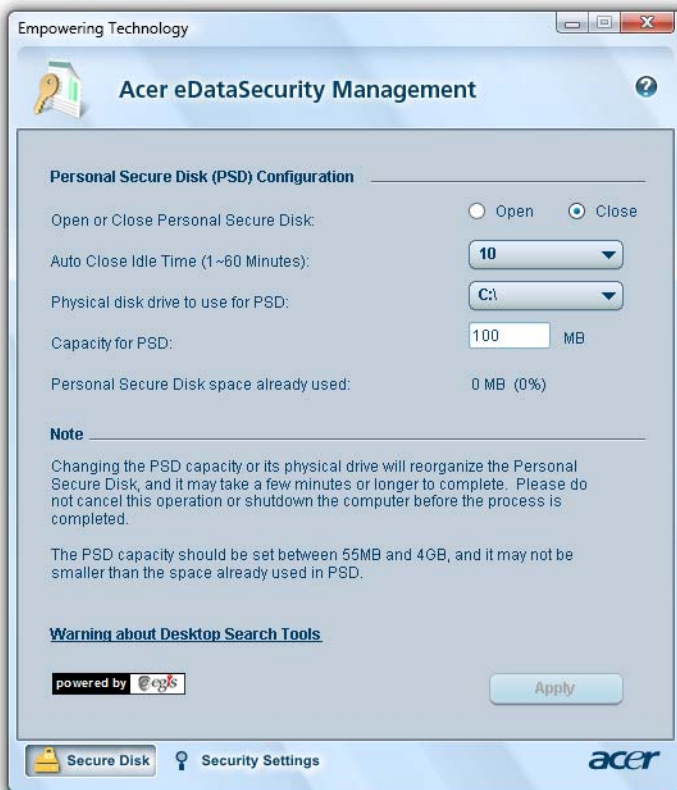 Empowering Technology
Acer eDataSecurity Management
Personal Secure Disk (PSD) Configuration
Open or Close Personal Secure Disk: Open Close
Auto Close Idle Time (1~60 Minutes): 10
Physical disk drive to use for PSD: C:\
Capacity for PSD: 100 MB
Personal Secure Disk space already used: 0 MB (0%)
Note
Changing the PSD capacity or its physical drive will reorganize the Personal
Secure Disk, and it may take a few minutes or longer to complete. Please do
not cancel this operation or shutdown the computer before the process is
completed.
The PSD capacity should be set between 55MB and 4GB, and it may not be
smaller than the space already used in PSD.
Warning about Desktop Search Tools
powered by egis
Apply
Secure Disk Security Settings acer